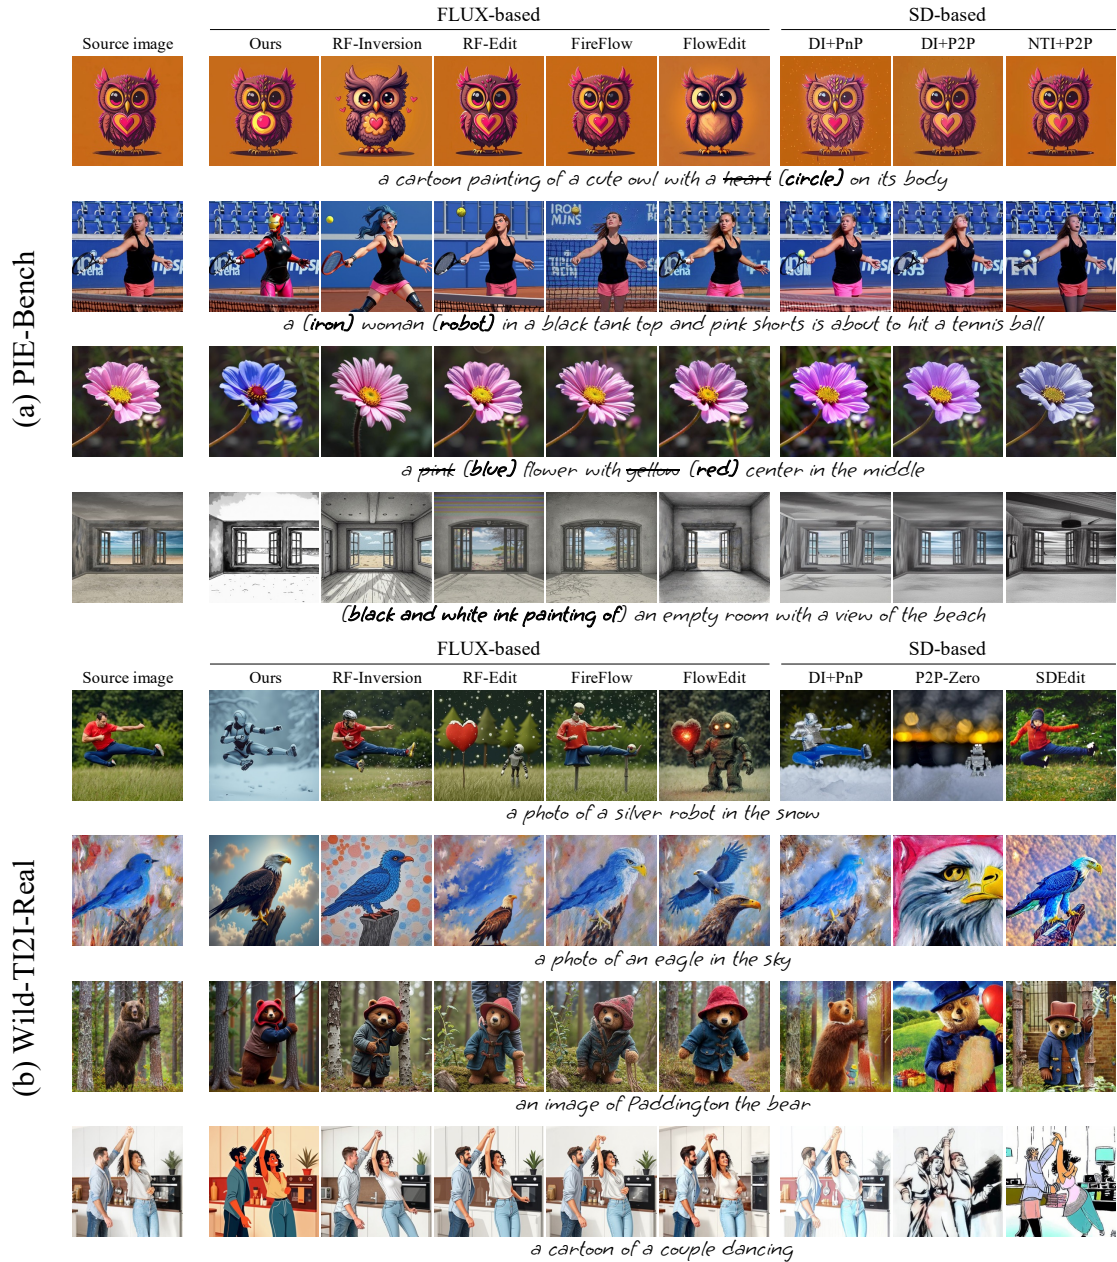 FLUX-based SD-based
Source image Ours RF-Inversion RF-Edit FireFlow FlowEdit DI+PnP DI+P2P NTI+P2P
a cartoon painting of a cute owl with a heart (circle) on its body
a (iron) woman (robot) in a black tank top and pink shorts is about to hit a tennis ball
a pink (blue) flower with yellow (red) center in the middle
(black and white ink painting of) an empty room with a view of the beach
(a) PIE-Bench
FLUX-based SD-based
Source image Ours RF-Inversion RF-Edit FireFlow FlowEdit DI+PnP P2P-Zero SDEdit
a photo of a silver robot in the snow
a photo of an eagle in the sky
an image of Paddington the bear
a cartoon of a couple dancing
(b) Wild-TI2I-Real